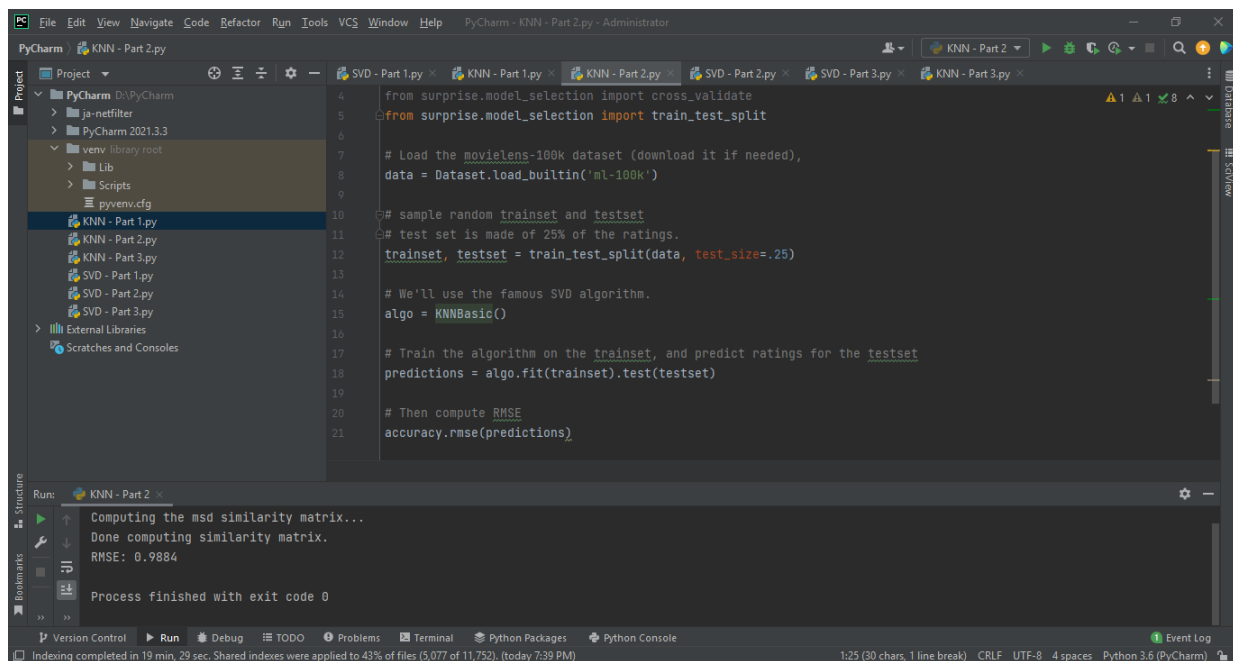 PC File Edit View Navigate Code Refactor Run Tools VCS Window Help PyCharm - KNN - Part 2.py - Administrator
PyCharm KNN - Part 2.py KNN - Part 2
Project SVD - Part 1.py KNN - Part 1.py KNN - Part 2.py SVD - Part 2.py SVD - Part 3.py KNN - Part 3.py
Project
PyCharm D:\PyCharm
ja-netfilter
PyCharm 2021.3.3
venv library root
Lib
Scripts
pyvenv.cfg
KNN - Part 1.py
KNN - Part 2.py
KNN - Part 3.py
SVD - Part 1.py
SVD - Part 2.py
SVD - Part 3.py
External Libraries
Scratches and Consoles
4 from surprise.model_selection import cross_validate
5 from surprise.model_selection import train_test_split
6
7 # Load the movielens-100k dataset (download it if needed),
8 data = Dataset.load_builtin('ml-100k')
9
10 # sample random trainset and testset
11 # test set is made of 25% of the ratings.
12 trainset, testset = train_test_split(data, test_size=.25)
13
14 # We'll use the famous SVD algorithm.
15 algo = KNNBasic()
16
17 # Train the algorithm on the trainset, and predict ratings for the testset
18 predictions = algo.fit(trainset).test(testset)
19
20 # Then compute RMSE
21 accuracy.rmse(predictions)
1 1 8
Database
SciView
Structure
Bookmarks
Run: KNN - Part 2
Computing the msd similarity matrix...
Done computing similarity matrix.
RMSE: 0.9884
Process finished with exit code 0
Version Control Run Debug TODO Problems Terminal Python Packages Python Console 1 Event Log
Indexing completed in 19 min, 29 sec. Shared indexes were applied to 43% of files (5,077 of 11,752). (today 7:39 PM) 1:25 (30 chars, 1 line break) CRLF UTF-8 4 spaces Python 3.6 (PyCharm)